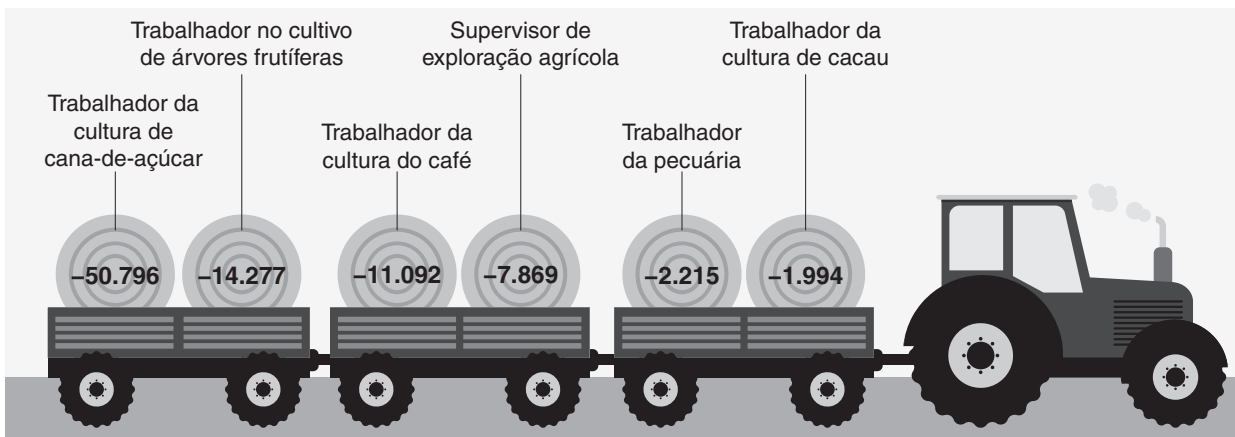 Trabalhador no cultivo
de árvores frutíferas
Supervisor de
exploração agrícola
Trabalhador da
cultura de cacau
Trabalhador da
cultura de
cana-de-açúcar
Trabalhador da
cultura do café
Trabalhador
da pecuária
–50.796
–14.277
–11.092
–7.869
–2.215
–1.994